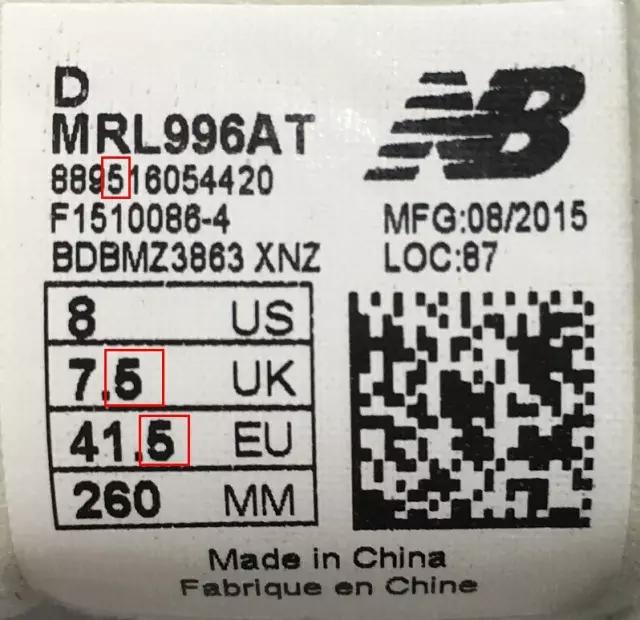 D
MRL996AT
889516054420
F1510086-4
BDBMZ3863 XNZ
NB
MFG:08/2015
LOC:87
8 US
7.5 UK
41.5 EU
260 MM
Made in China
Fabrique en Chine